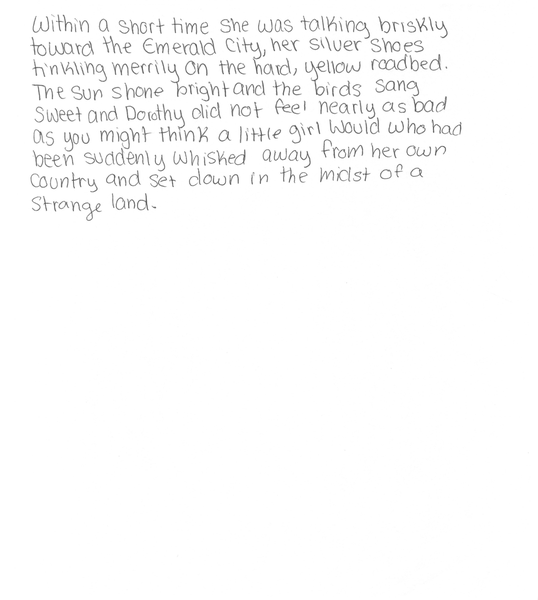 Within a short time she was talking briskly
toward the Emerald City, her Silver Shoes
tinkling merrily on the hard, yellow roadbed.
The sun shone bright and the birds sang
sweet and Dorothy did not feel nearly as bad
as you might think a little girl would who had
been suddenly whisked away from her own
country and set down in the midst of a
strange land.